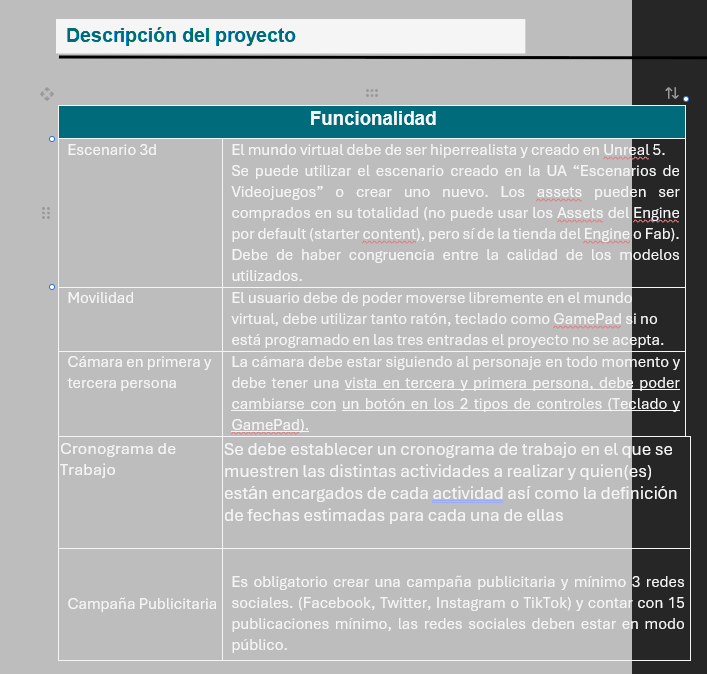 Descripción del proyecto
Funcionalidad
Escenario 3d
El mundo virtual debe de ser hiperrealista y creado en Unreal 5.
Se puede utilizar el escenario creado en la UA “Escenarios de
Videojuegos” o crear uno nuevo. Los assets pueden ser
comprados en su totalidad (no puede usar los Assets del Engine
por default (starter content), pero sí de la tienda del Engine o Fab).
Debe de haber congruencia entre la calidad de los modelos
utilizados.
Movilidad
El usuario debe de poder moverse libremente en el mundo
virtual, debe utilizar tanto ratón, teclado como GamePad si no
está programado en las tres entradas el proyecto no se acepta.
Cámara en primera y
tercera persona
La cámara debe estar siguiendo al personaje en todo momento y
debe tener una vista en tercera y primera persona, debe poder
cambiarse con un botón en los 2 tipos de controles (Teclado y
GamePad).
Cronograma de
Trabajo
Se debe establecer un cronograma de trabajo en el que se
muestren las distintas actividades a realizar y quien(es)
están encargados de cada actividad así como la definición
de fechas estimadas para cada una de ellas
Campaña Publicitaria
Es obligatorio crear una campaña publicitaria y mínimo 3 redes
sociales. (Facebook, Twitter, Instagram o TikTok) y contar con 15
publicaciones mínimo, las redes sociales deben estar en modo
público.